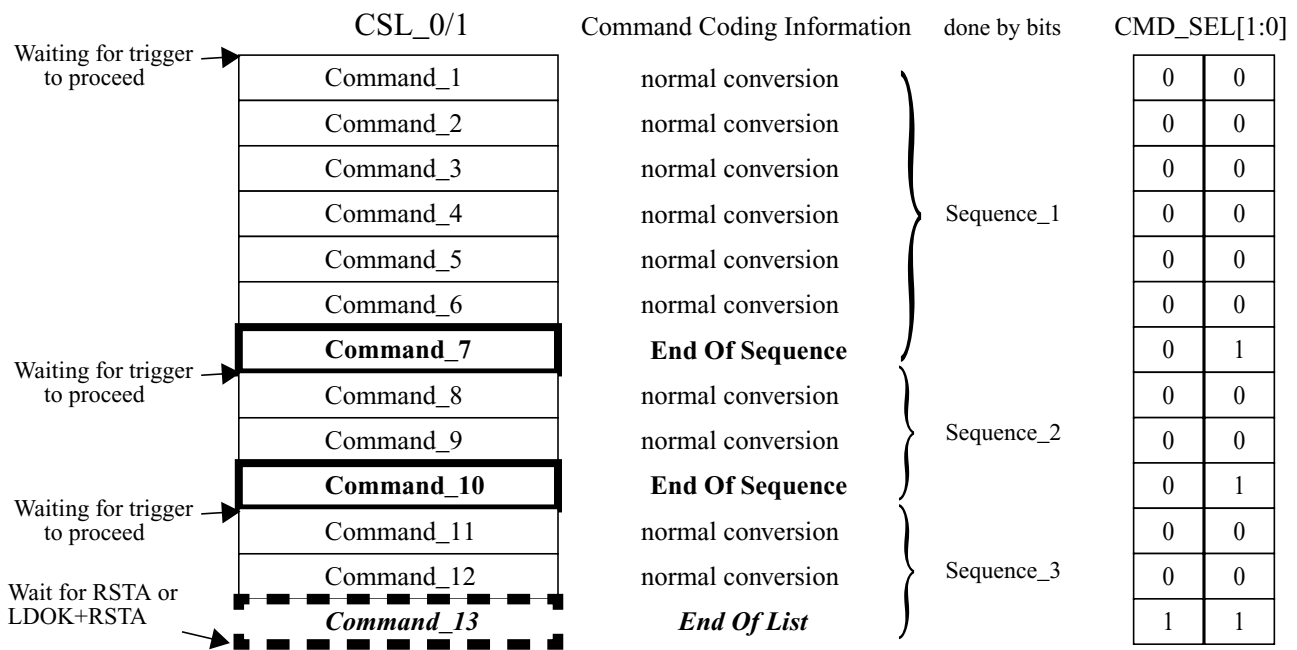 CSL_0/1 Command Coding Information done by bits CMD_SEL[1:0]
Waiting for trigger
to proceed
Command_1 normal conversion 0 0
Command_2 normal conversion 0 0
Command_3 normal conversion 0 0
Command_4 normal conversion Sequence_1 0 0
Command_5 normal conversion 0 0
Command_6 normal conversion 0 0
Command_7 End Of Sequence 0 1
Waiting for trigger
to proceed
Command_8 normal conversion 0 0
Command_9 normal conversion Sequence_2 0 0
Command_10 End Of Sequence 0 1
Waiting for trigger
to proceed
Command_11 normal conversion 0 0
Command_12 normal conversion Sequence_3 0 0
Wait for RSTA or
LDOK+RSTA
Command_13 End Of List 1 1